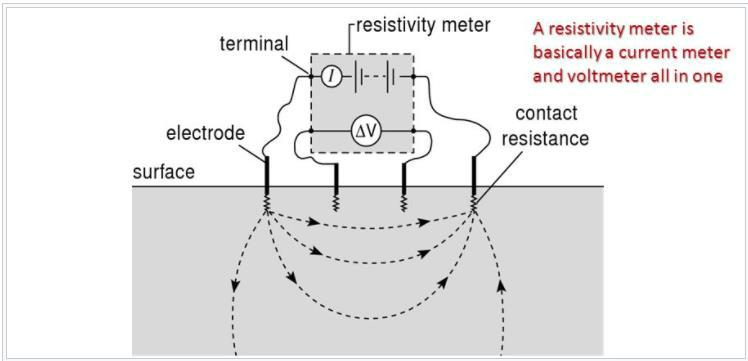 resistivity meter
terminal
A resistivity meter is
basically a current meter
and voltmeter all in one
I
ΔV
electrode
contact
resistance
surface